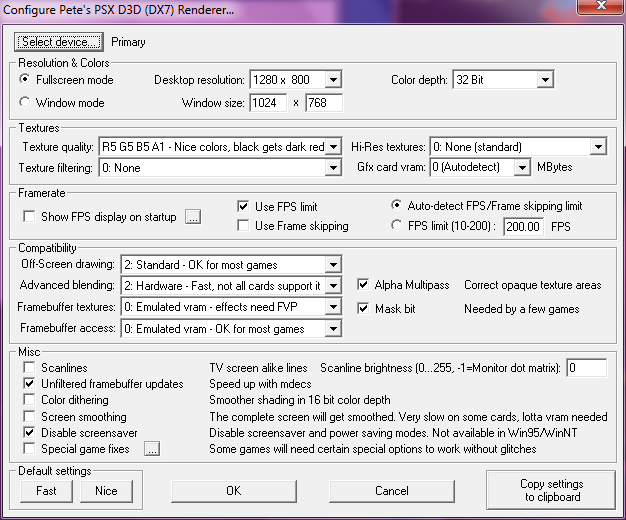 Configure Pete's PSX D3D (DX7) Renderer...
Select device... Primary
Resolution & Colors
Fullscreen mode Desktop resolution: 1280 x 800 Color depth: 32 Bit
Window mode Window size: 1024 x 768
Textures
Texture quality: R5 G5 B5 A1 - Nice colors, black gets dark red Hi-Res textures: 0: None (standard)
Texture filtering: 0: None Gfx card vram: 0 (Autodetect) MBytes
Framerate
Show FPS display on startup ... Use FPS limit Auto-detect FPS/Frame skipping limit
Use Frame skipping FPS limit (10-200) : 200.00 FPS
Compatibility
Off-Screen drawing: 2: Standard - OK for most games
Advanced blending: 2: Hardware - Fast, not all cards support it Alpha Multipass Correct opaque texture areas
Framebuffer textures: 0: Emulated vram - effects need FVP Mask bit Needed by a few games
Framebuffer access: 0: Emulated vram - OK for most games
Misc
Scanlines TV screen alike lines Scanline brightness (0...255, -1=Monitor dot matrix): 0
Unfiltered framebuffer updates Speed up with mdecs
Color dithering Smoother shading in 16 bit color depth
Screen smoothing The complete screen will get smoothed. Very slow on some cards, lotta vram needed
Disable screensaver Disable screensaver and power saving modes. Not available in Win95/WinNT
Special game fixes ... Some games will need certain special options to work without glitches
Default settings
Fast Nice OK Cancel Copy settings
to clipboard